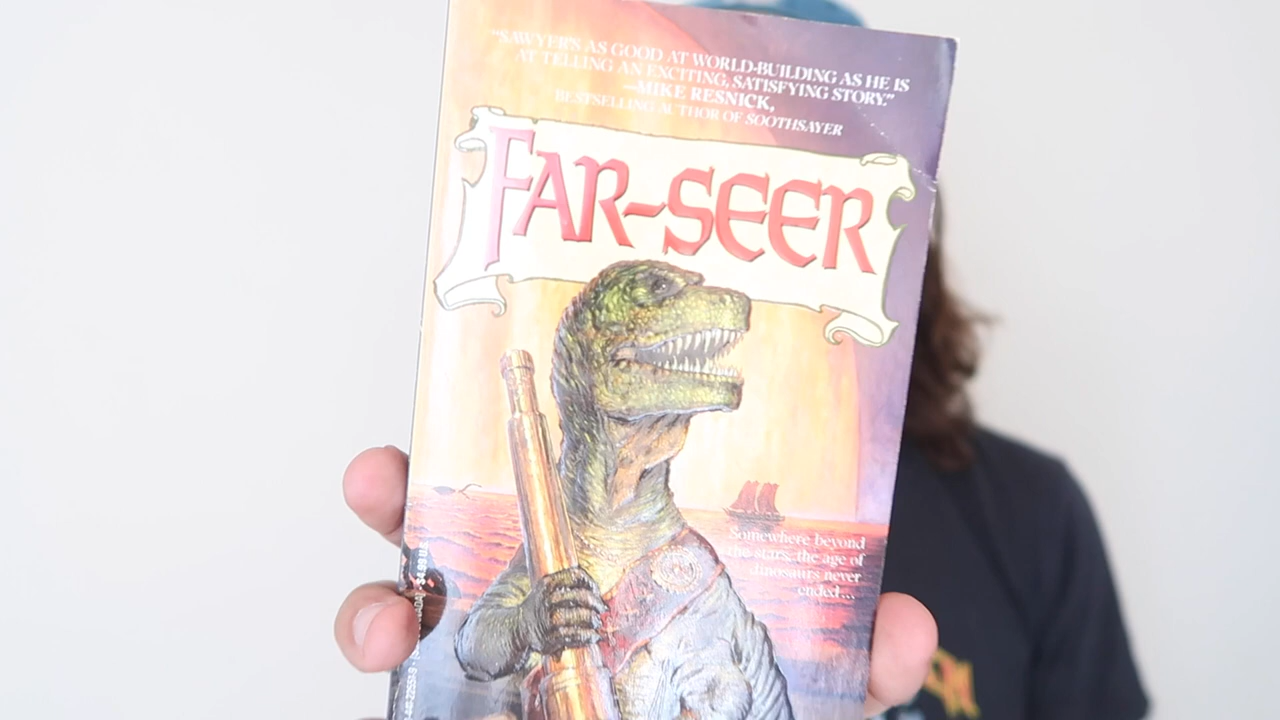 "SAWYER'S AS GOOD AT WORLD-BUILDING AS HE IS
AT TELLING AN EXCITING, SATISFYING STORY."
—MIKE RESNICK,
BESTSELLING AUTHOR OF SOOTHSAYER
FAR-SEER
Somewhere beyond
the stars, the age of
dinosaurs never
ended...